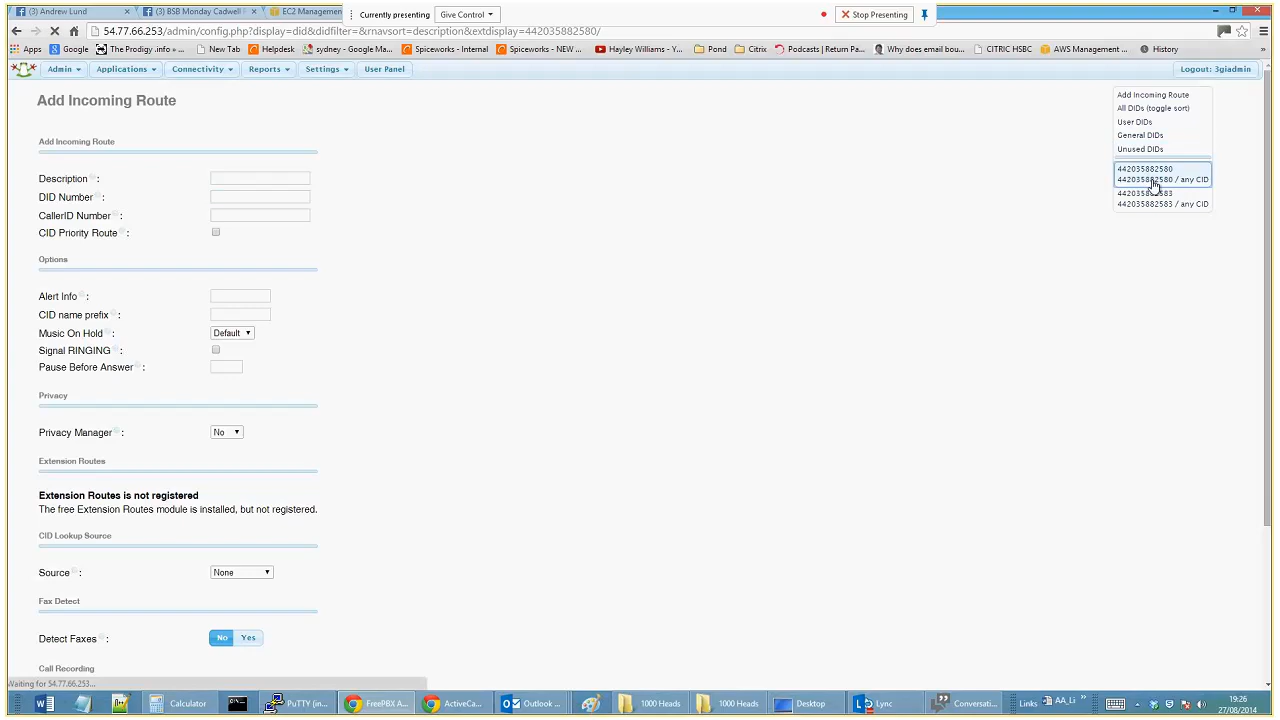 (3) Andrew Lund
(3) BSB Monday Cadwell
EC2 Management
Currently presenting
Give Control
Stop Presenting
54.77.66.253/admin/config.php?display=did&didfilter=&rnavsort=description&extdisplay=442035882580/
Apps
Google
The Prodigy .info » ...
New Tab
Helpdesk
sydney - Google Ma...
Spiceworks - Internal
Spiceworks - NEW ...
Hayley Williams - Y...
Pond
Citrix
Podcasts | Return Pa...
Why does email bou...
CITRIC HSBC
AWS Management ...
History
Admin
Applications
Connectivity
Reports
Settings
User Panel
Logout: 3giadmin
Add Incoming Route
Add Incoming Route
All DIDs (toggle sort)
User DIDs
General DIDs
Unused DIDs
442035882580
442035882580 / any CID
442035882583
442035882583 / any CID
Add Incoming Route
Description :
DID Number :
CallerID Number :
CID Priority Route :
Options
Alert Info :
CID name prefix :
Music On Hold :
Default
Signal RINGING :
Pause Before Answer :
Privacy
Privacy Manager :
No
Extension Routes
Extension Routes is not registered
The free Extension Routes module is installed, but not registered.
CID Lookup Source
Source :
None
Fax Detect
Detect Faxes :
No
Yes
Call Recording
Waiting for 54.77.66.253...
Calculator
PuTTY (in...
FreePBX A...
ActiveCa...
Outlook ...
1000 Heads
1000 Heads
Desktop
Lync
Conversati...
Links
AA_Li
19:26
27/08/2014